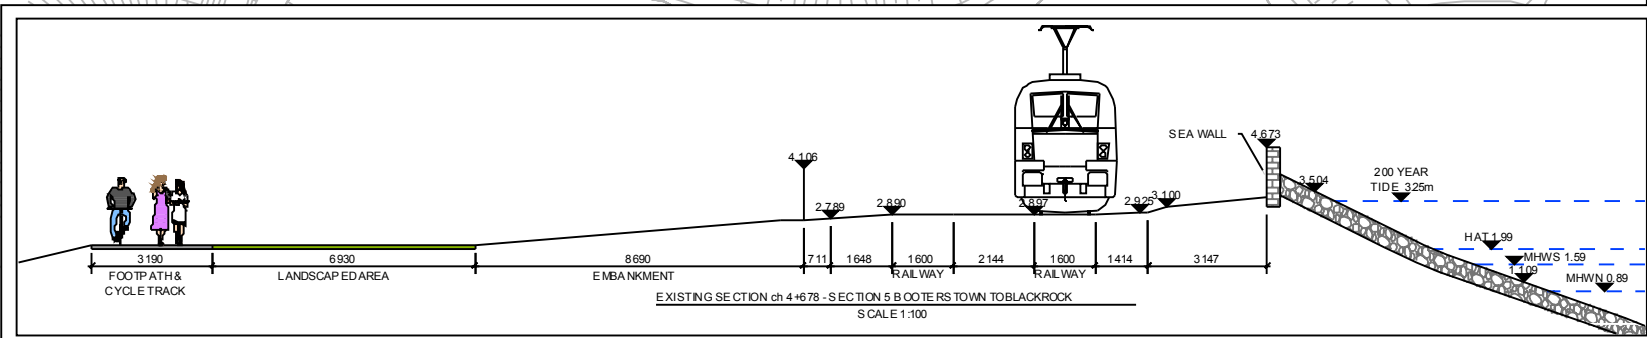 SEA WALL
4.673
4.106
3.504
200 YEAR
TIDE 3.25m
2.789
2.890
2.897
2.925
3.100
HAT 1.99
MHWS 1.59
1.109
MHWN 0.89
3190
6930
8690
711
1648
1600
2144
1600
1414
3147
FOOTPATH &
CYCLE TRACK
LANDSCAPED AREA
EMBANKMENT
RAILWAY
RAILWAY
EXISTING SECTION ch 4+678 - SECTION 5 BOOTERSTOWN TO BLACKROCK
SCALE 1:100